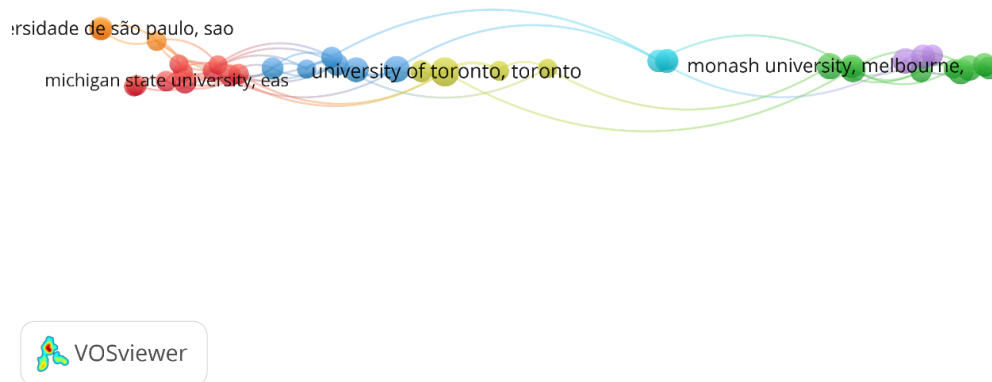 ersidade de são paulo, sao
michigan state university, eas
university of toronto, toronto
monash university, melbourne,
VOSviewer